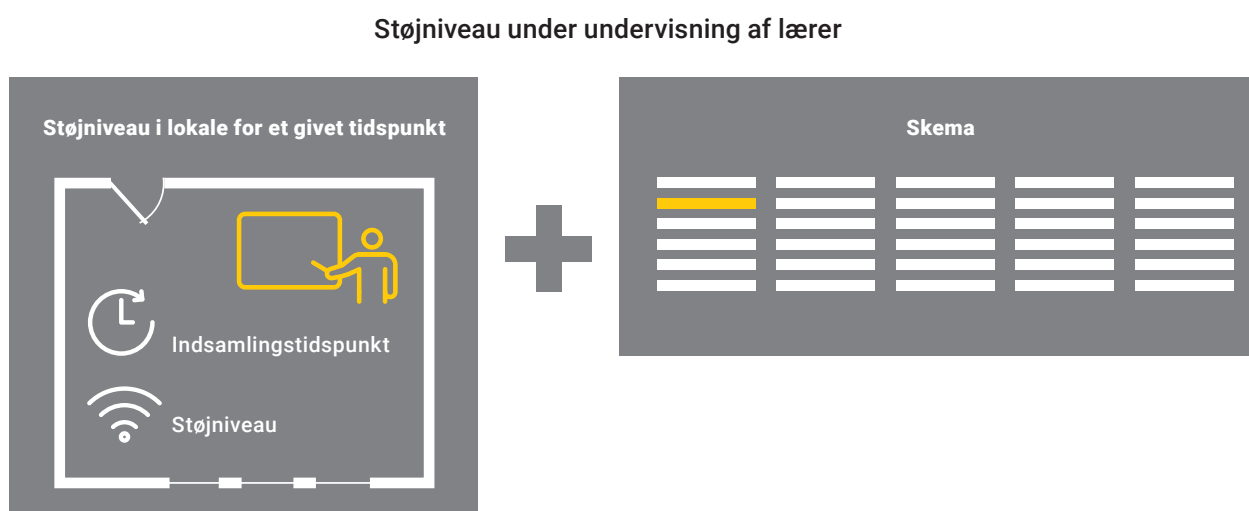 Støjniveau under undervisning af lærer
Støjniveau i lokale for et givet tidspunkt
Skema
Indsamlingstidspunkt
Støjniveau